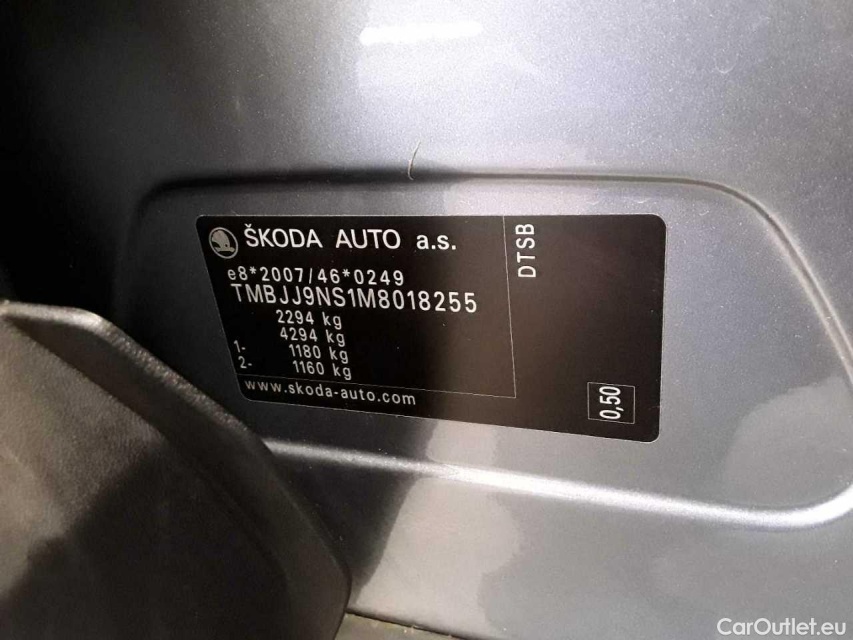 ŠKODA AUTO a.s.
e8*2007/46*0249
TMBJJ9NS1M8018255
2294 kg
4294 kg
1- 1180 kg
2- 1160 kg
www.skoda-auto.com
DTSB
0,50
CarOutlet.eu